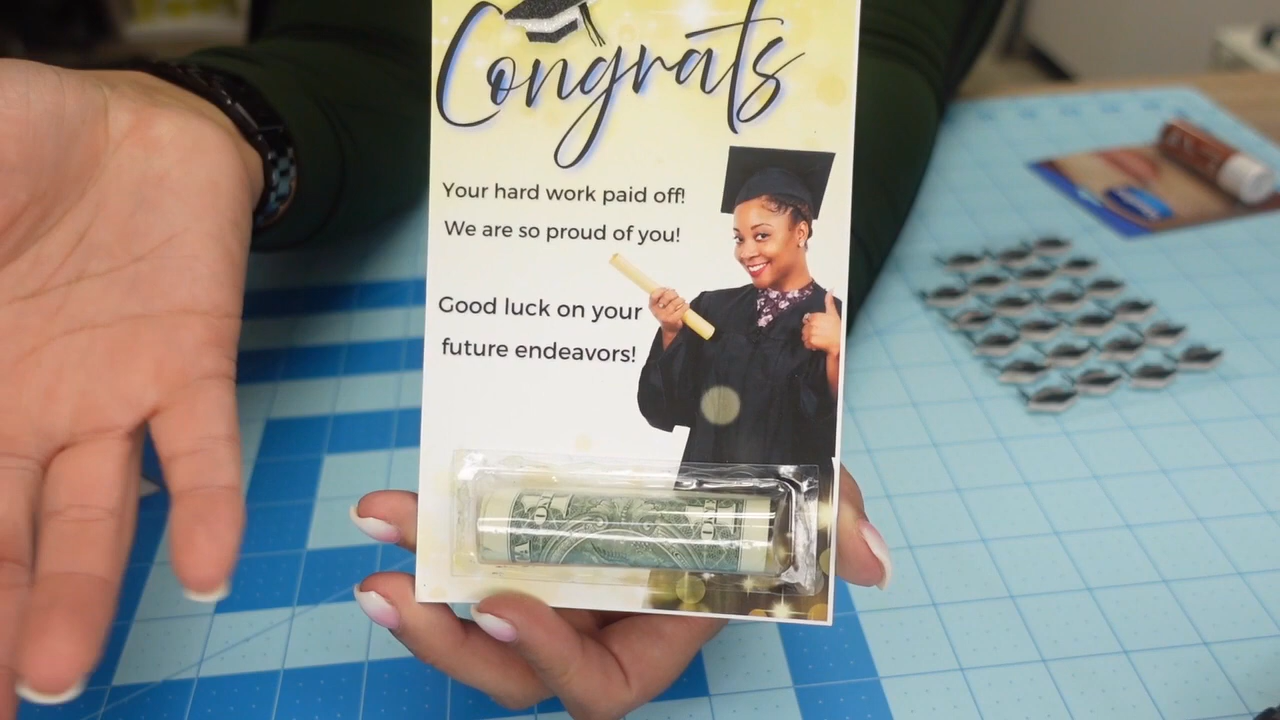 Congrats
Your hard work paid off!
We are so proud of you!
Good luck on your
future endeavors!